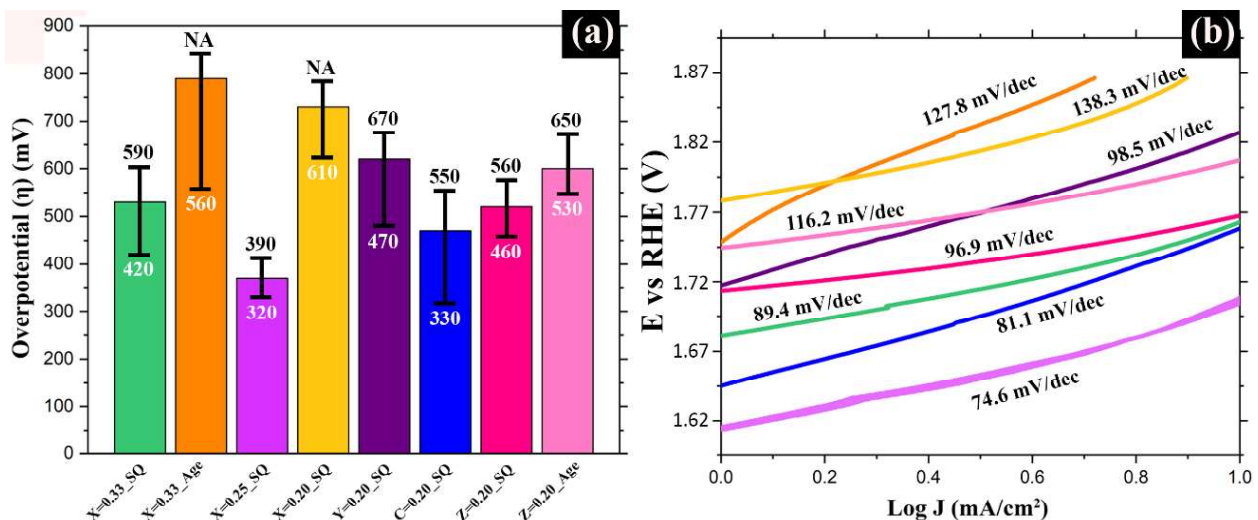 (a)
Overpotential (η) (mV)
900
800
700
600
500
400
300
200
100
0
590
420
NA
560
390
320
NA
610
670
470
550
330
560
460
650
530
X=0.33_SQ
X=0.33_Age
X=0.25_SQ
X=0.20_SQ
Y=0.20_SQ
C=0.20_SQ
Z=0.20_SQ
Z=0.20_Age
(b)
E vs RHE (V)
1.87
1.82
1.77
1.72
1.67
1.62
127.8 mV/dec
138.3 mV/dec
98.5 mV/dec
116.2 mV/dec
96.9 mV/dec
89.4 mV/dec
81.1 mV/dec
74.6 mV/dec
0.0
0.2
0.4
0.6
0.8
1.0
Log J (mA/cm²)